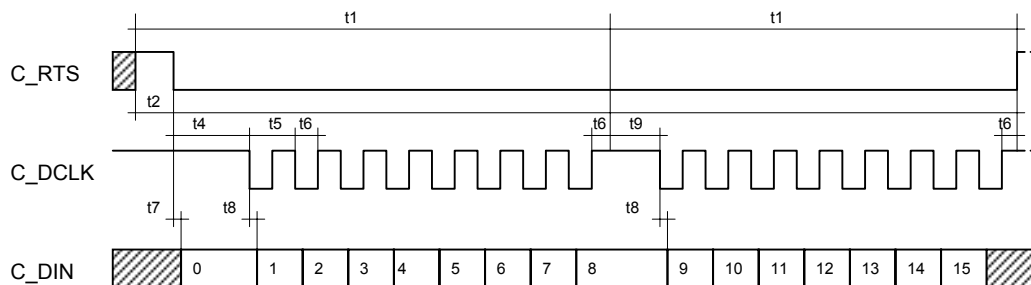 t1 t1
C_RTS
t2
t4 t5 t6 t6 t9 t6
C_DCLK
t7 t8 t8
C_DIN 0 1 2 3 4 5 6 7 8 9 10 11 12 13 14 15